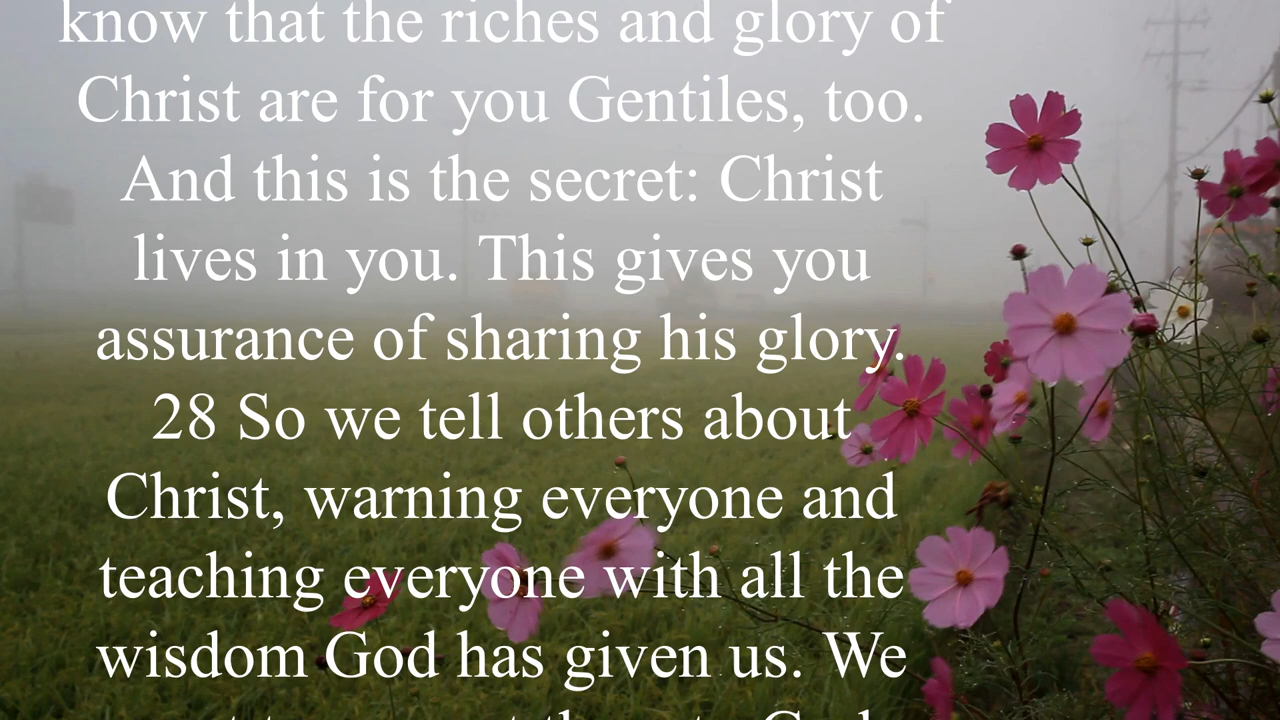 know that the riches and glory of
Christ are for you Gentiles, too.
And this is the secret: Christ
lives in you. This gives you
assurance of sharing his glory.
28 So we tell others about
Christ, warning everyone and
teaching everyone with all the
wisdom God has given us. We